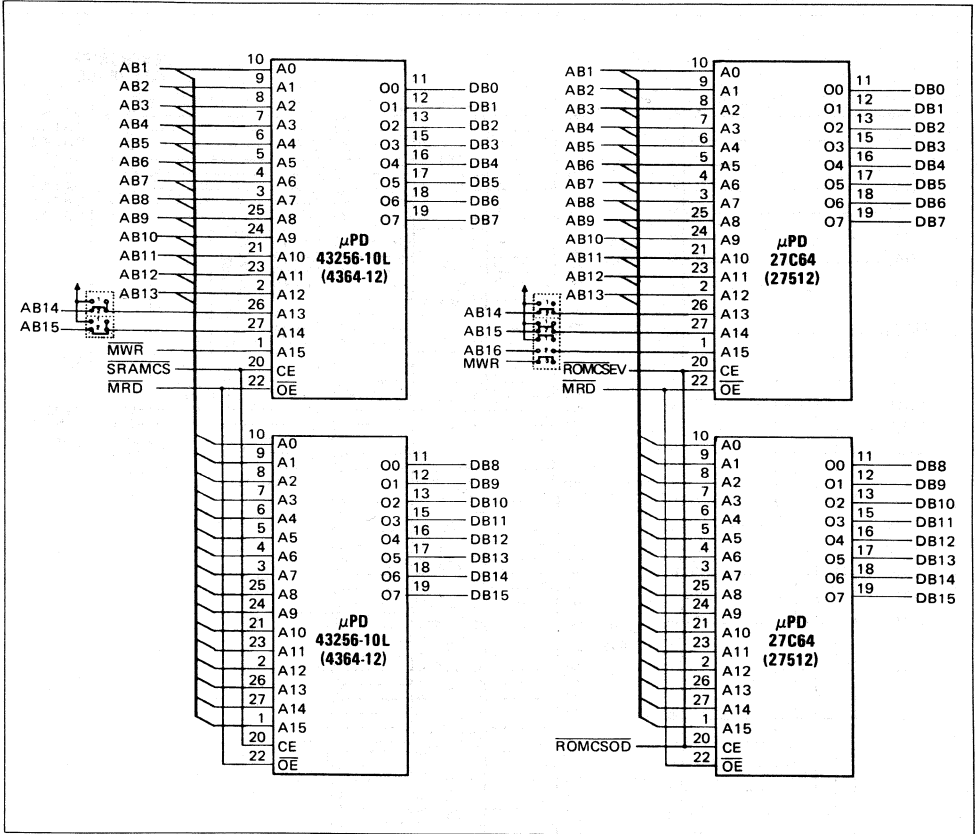 AB1 10 A0
AB2 9 A1 O0 11 DB0
AB3 8 A2 O1 12 DB1
AB4 7 A3 O2 13 DB2
AB5 6 A4 O3 15 DB3
AB6 5 A5 O4 16 DB4
AB7 4 A6 O5 17 DB5
AB8 3 A7 O6 18 DB6
AB9 25 A8 O7 19 DB7
AB10 24 A9
AB11 21 A10
AB12 23 A11
AB13 2 A12
AB14 26 A13
AB15 27 A14
MWR 1 A15
SRAMCS 20 CE
MRD 22 OE
μPD
43256-10L
(4364-12)
10 A0
9 A1 O0 11 DB8
8 A2 O1 12 DB9
7 A3 O2 13 DB10
6 A4 O3 15 DB11
5 A5 O4 16 DB12
4 A6 O5 17 DB13
3 A7 O6 18 DB14
25 A8 O7 19 DB15
24 A9
21 A10
23 A11
2 A12
26 A13
27 A14
1 A15
20 CE
22 OE
μPD
43256-10L
(4364-12)
AB1 10 A0
AB2 9 A1 O0 11 DB0
AB3 8 A2 O1 12 DB1
AB4 7 A3 O2 13 DB2
AB5 6 A4 O3 15 DB3
AB6 5 A5 O4 16 DB4
AB7 4 A6 O5 17 DB5
AB8 3 A7 O6 18 DB6
AB9 25 A8 O7 19 DB7
AB10 24 A9
AB11 21 A10
AB12 23 A11
AB13 2 A12
AB14 26 A13
AB15 27 A14
AB16 1 A15
MWR
ROMCSEV 20 CE
MRD 22 OE
μPD
27C64
(27512)
10 A0
9 A1 O0 11 DB8
8 A2 O1 12 DB9
7 A3 O2 13 DB10
6 A4 O3 15 DB11
5 A5 O4 16 DB12
4 A6 O5 17 DB13
3 A7 O6 18 DB14
25 A8 O7 19 DB15
24 A9
21 A10
23 A11
2 A12
26 A13
27 A14
1 A15
ROMCSOD 20 CE
22 OE
μPD
27C64
(27512)